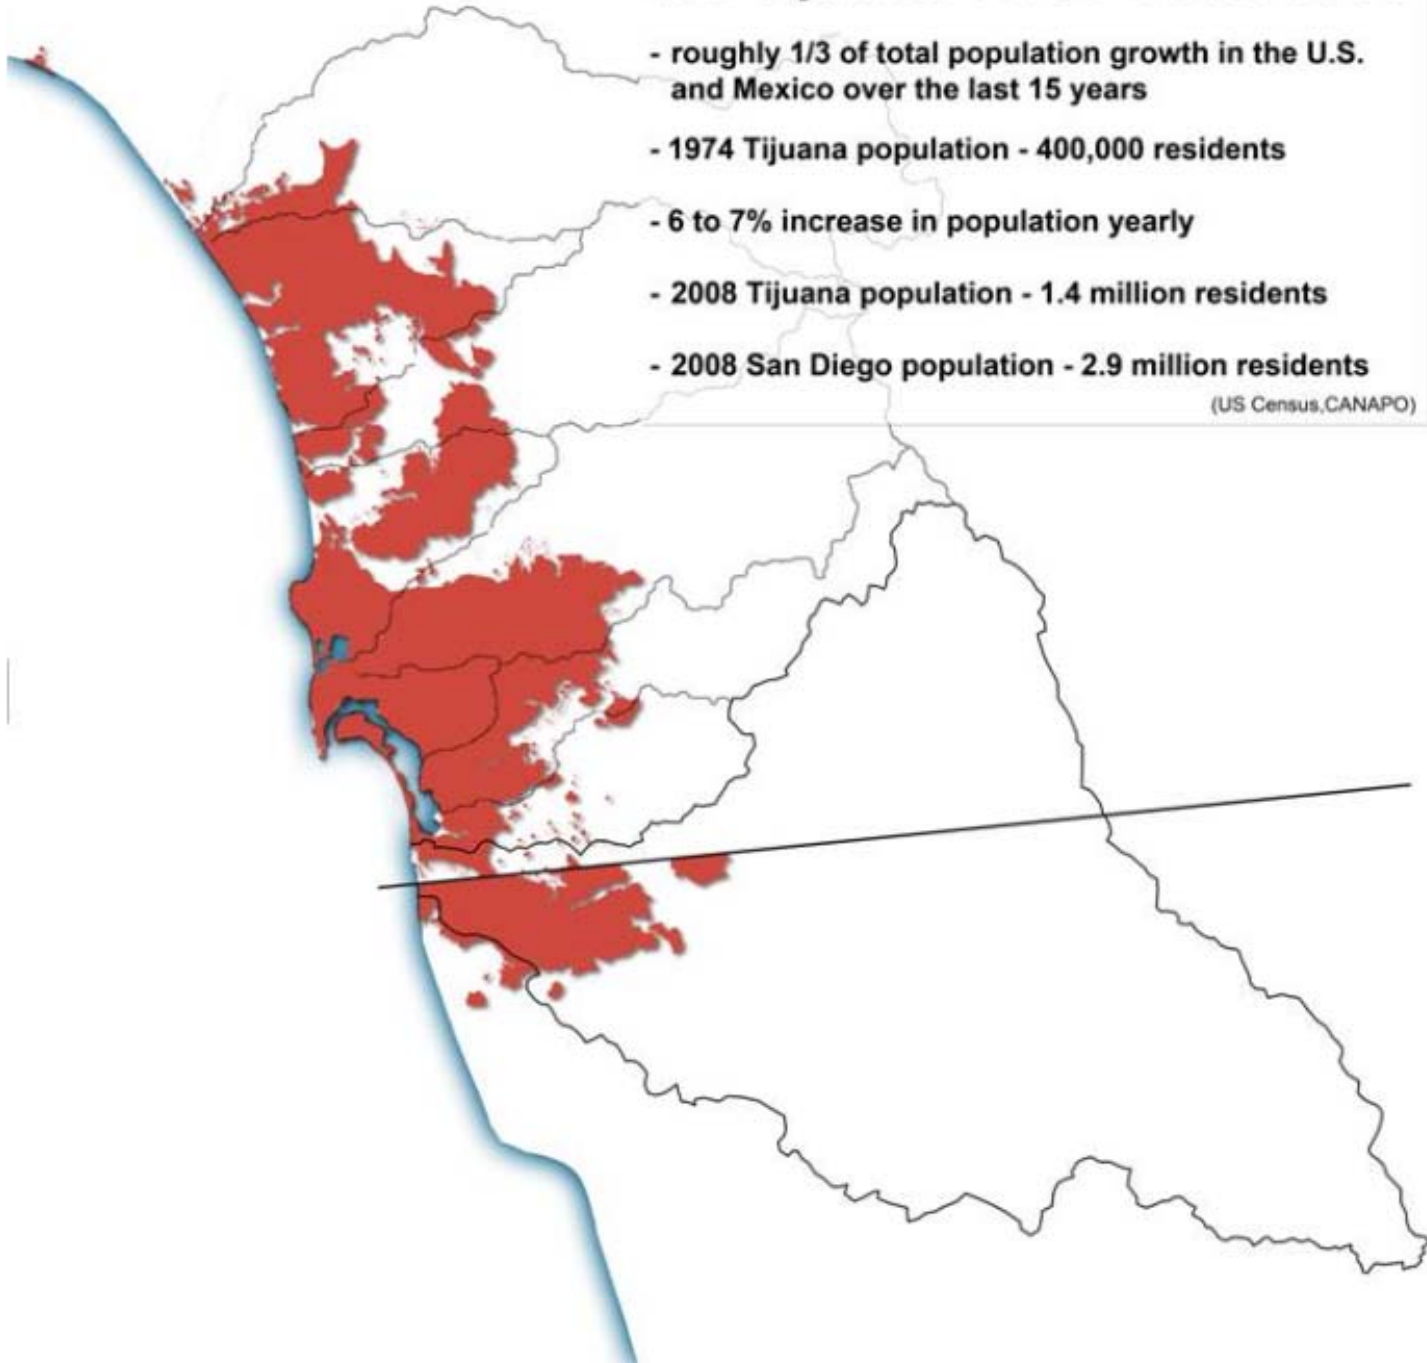 - roughly 1/3 of total population growth in the U.S.
and Mexico over the last 15 years
- 1974 Tijuana population - 400,000 residents
- 6 to 7% increase in population yearly
- 2008 Tijuana population - 1.4 million residents
- 2008 San Diego population - 2.9 million residents
(US Census,CANAPO)